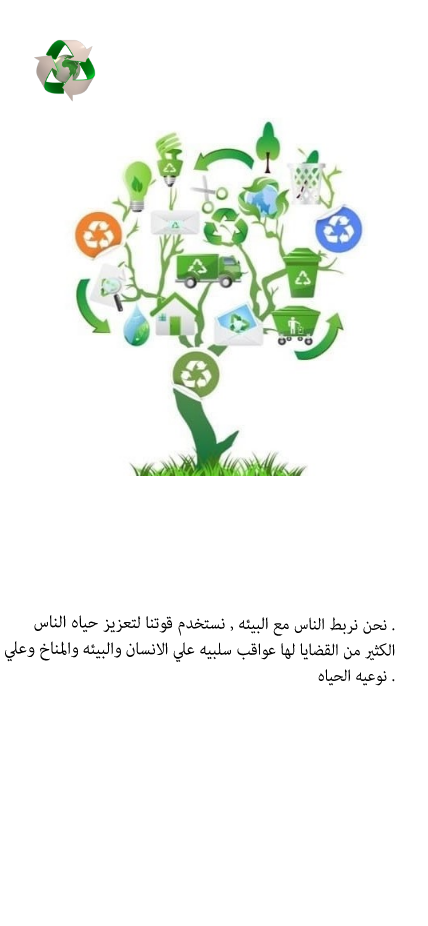 . نحن نربط الناس مع البيئه , نستخدم قوتنا لتعزيز حياه الناس
الكثير من القضايا لها عواقب سلبيه علي الانسان والبيئه والمناخ وعلي
. نوعيه الحياه